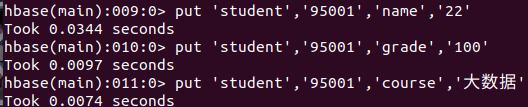 hbase(main):009:0> put 'student','95001','name','22'
Took 0.0344 seconds
hbase(main):010:0> put 'student','95001','grade','100'
Took 0.0097 seconds
hbase(main):011:0> put 'student','95001','course','大数据'
Took 0.0074 seconds